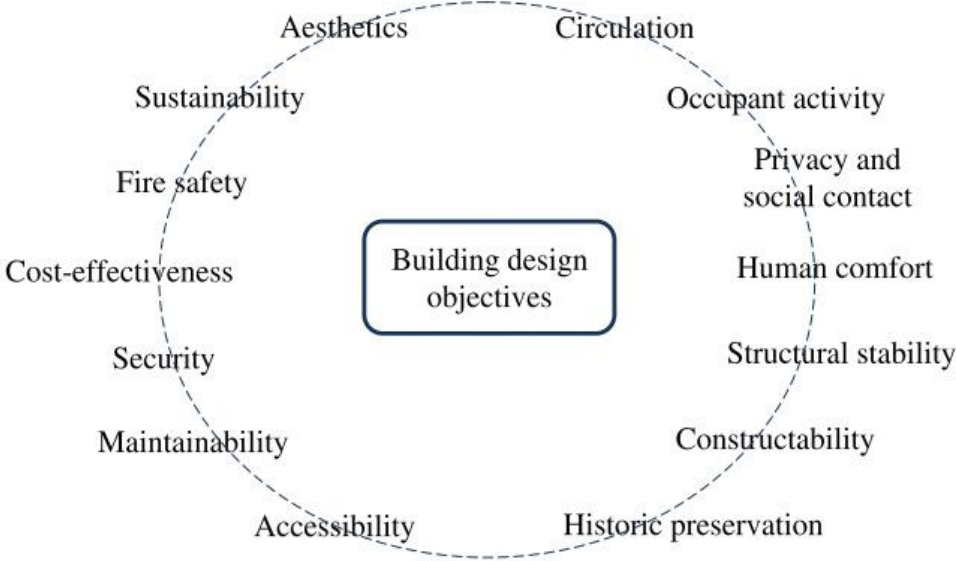 Aesthetics
Circulation
Sustainability
Occupant activity
Privacy and
social contact
Fire safety
Building design
objectives
Cost-effectiveness
Human comfort
Security
Structural stability
Maintainability
Constructability
Accessibility
Historic preservation